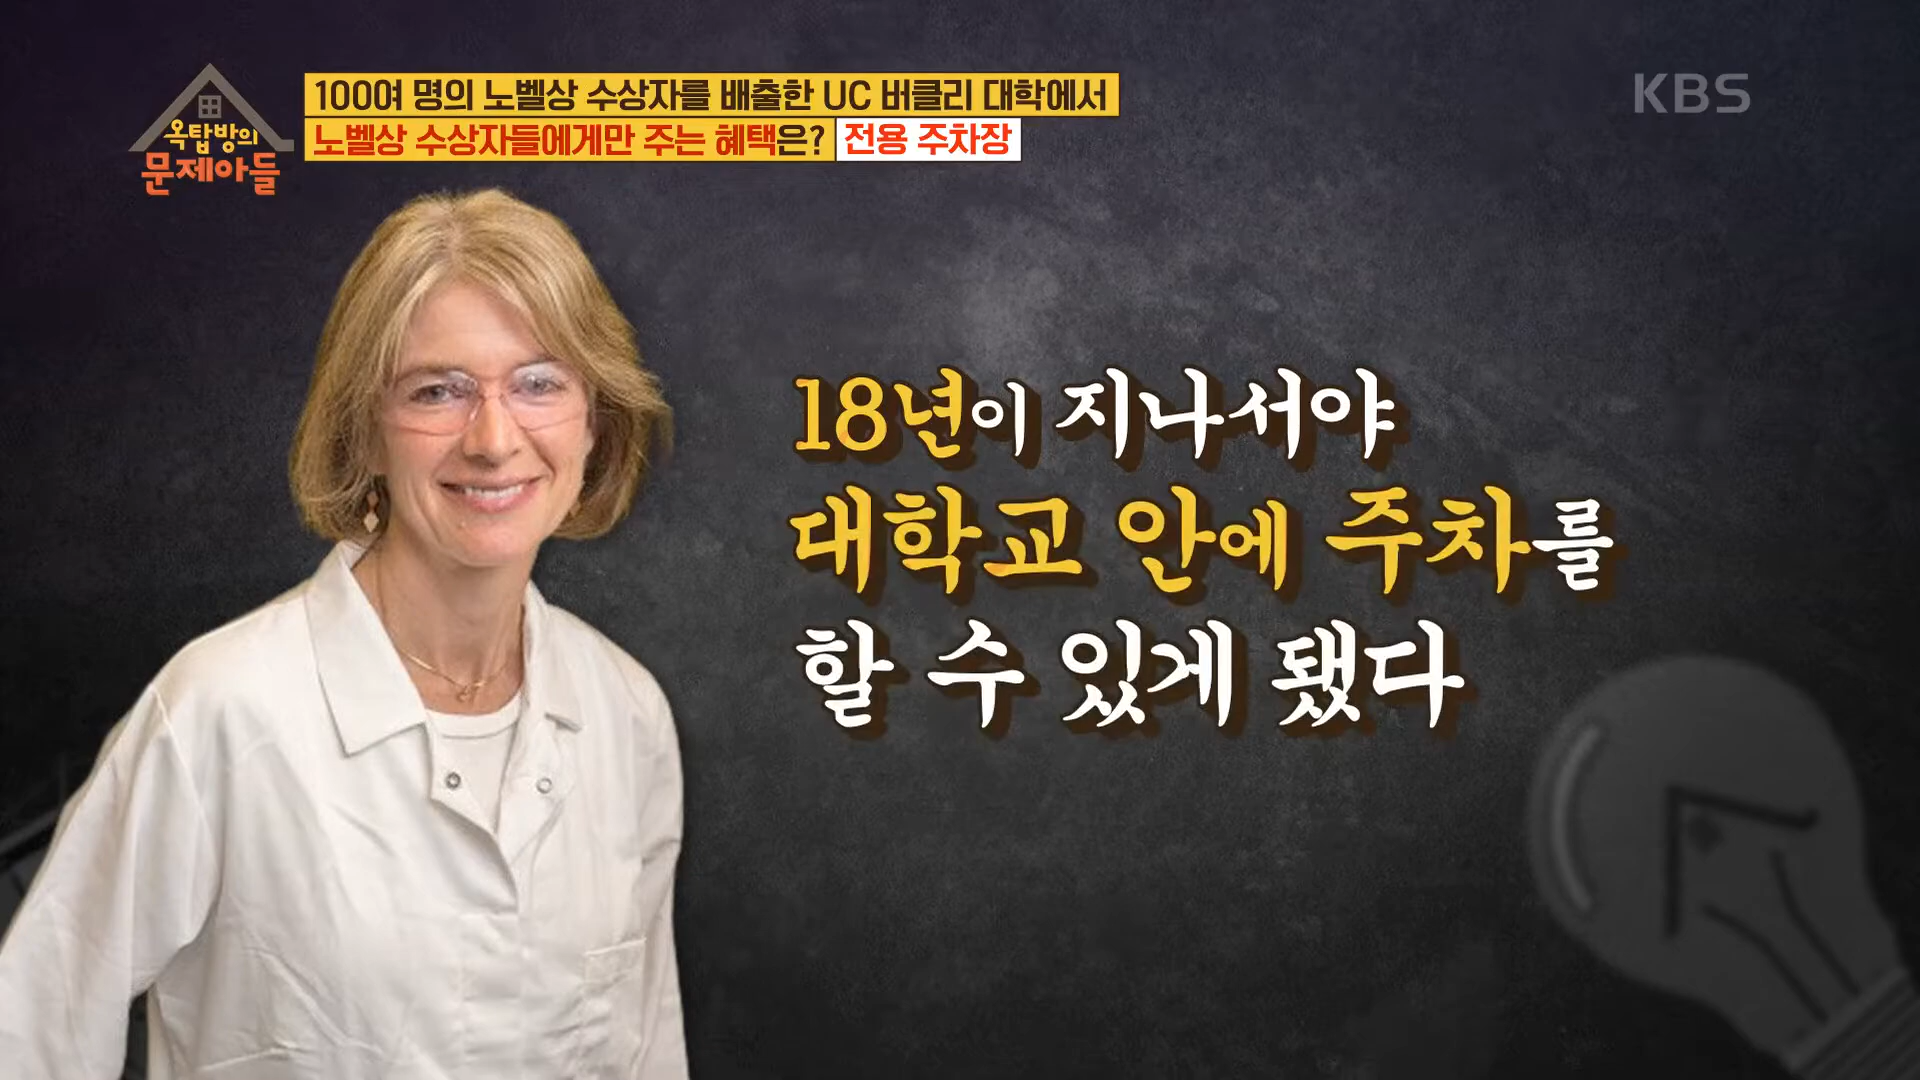 옥탑방의
문제아들
100여 명의 노벨상 수상자를 배출한 UC 버클리 대학에서
노벨상 수상자들에게만 주는 혜택은? 전용 주차장
KBS
18년이 지나서야
대학교 안에 주차를
할 수 있게 됐다